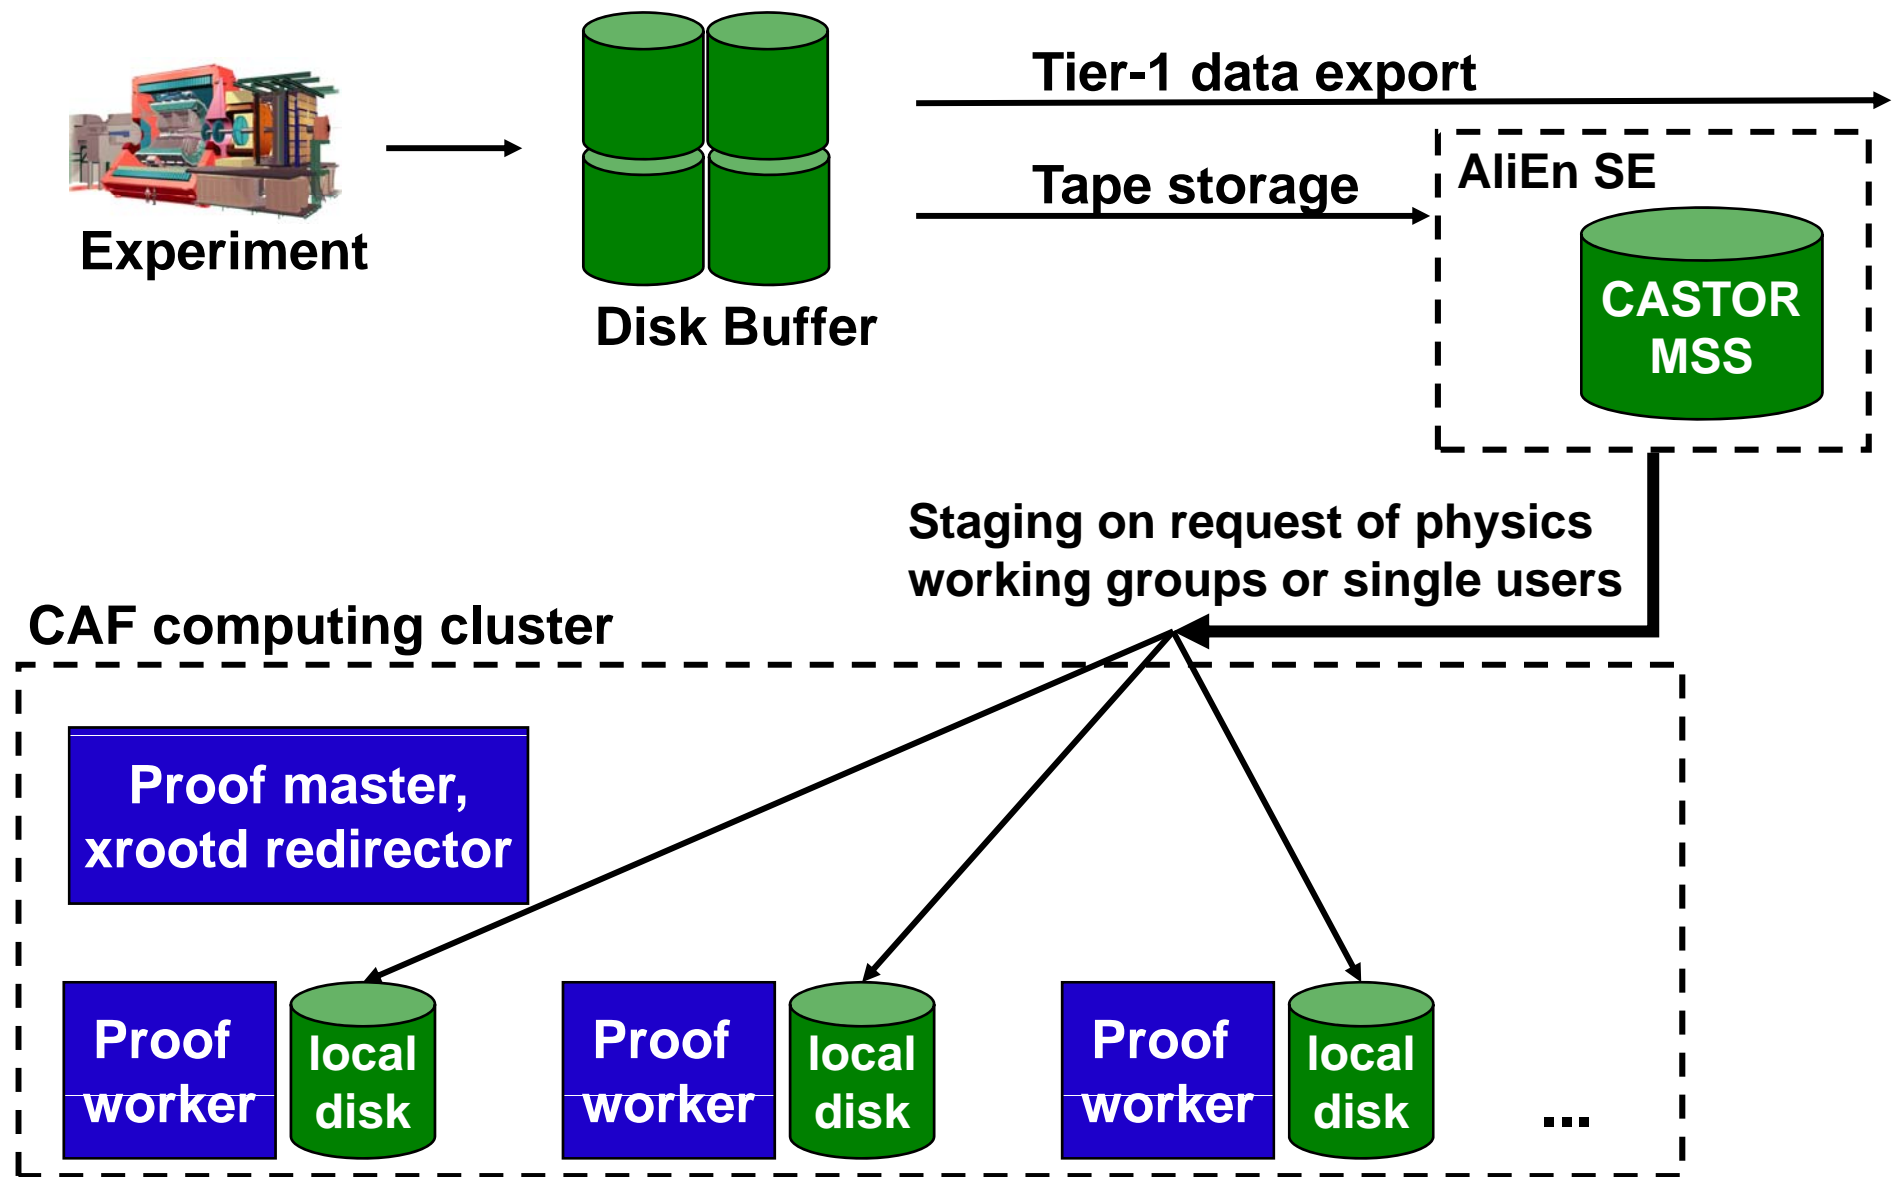 Tier-1 data export
Experiment
Disk Buffer
Tape storage
AliEn SE
CASTOR
MSS
Staging on request of physics
working groups or single users
CAF computing cluster
Proof master,
xrootd redirector
Proof
worker
local
disk
Proof
worker
local
disk
Proof
worker
local
disk
...